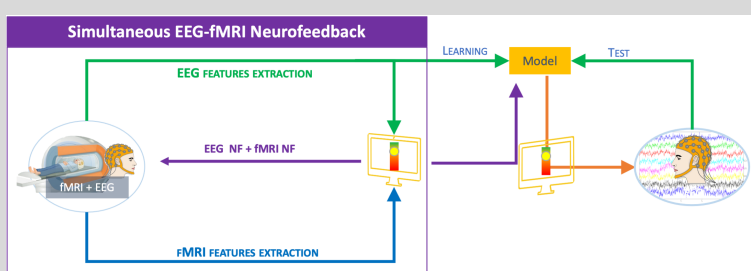 Simultaneous EEG-fMRI Neurofeedback
LEARNING
Model
TEST
EEG FEATURES EXTRACTION
EEG NF + fMRI NF
fMRI + EEG
FMRI FEATURES EXTRACTION